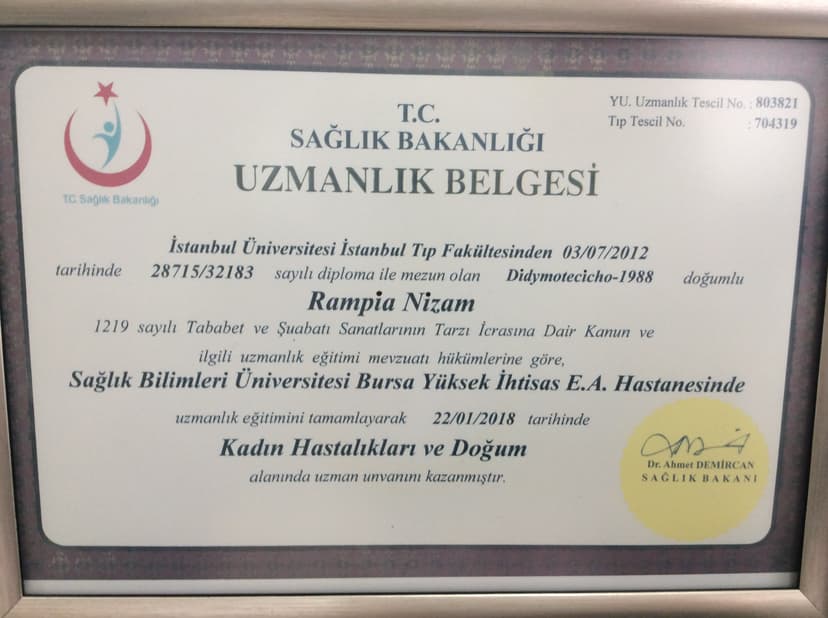 T.C. Sağlık Bakanlığı
T.C.
SAĞLIK BAKANLIĞI
UZMANLIK BELGESİ
YU. Uzmanlık Tescil No. : 803821
Tıp Tescil No. : 704319
İstanbul Üniversitesi İstanbul Tıp Fakültesinden 03/07/2012
tarihinde 28715/32183 sayılı diploma ile mezun olan Didymotecicho-1988 doğumlu
Rampia Nizam
1219 sayılı Tababet ve Şuabatı Sanatlarının Tarzı İcrasına Dair Kanun ve
ilgili uzmanlık eğitimi mevzuatı hükümlerine göre,
Sağlık Bilimleri Üniversitesi Bursa Yüksek İhtisas E.A. Hastanesinde
uzmanlık eğitimini tamamlayarak 22/01/2018 tarihinde
Kadın Hastalıkları ve Doğum
alanında uzman unvanını kazanmıştır.
Dr. Ahmet DEMİRCAN
SAĞLIK BAKANI